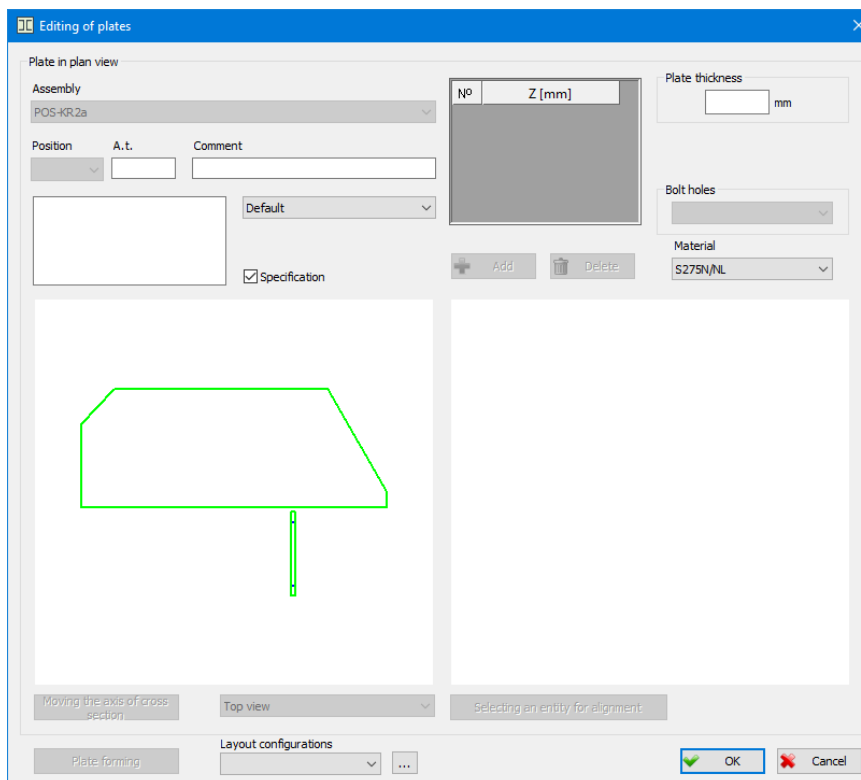 Editing of plates
Plate in plan view
Assembly
POS-KR2a
Nº Z [mm]
Plate thickness
mm
Position A.t. Comment
Default
Bolt holes
Specification
Add Delete
Material
S275N/NL
Moving the axis of cross
section
Top view
Selecting an entity for alignment
Plate forming
Layout configurations
...
OK Cancel